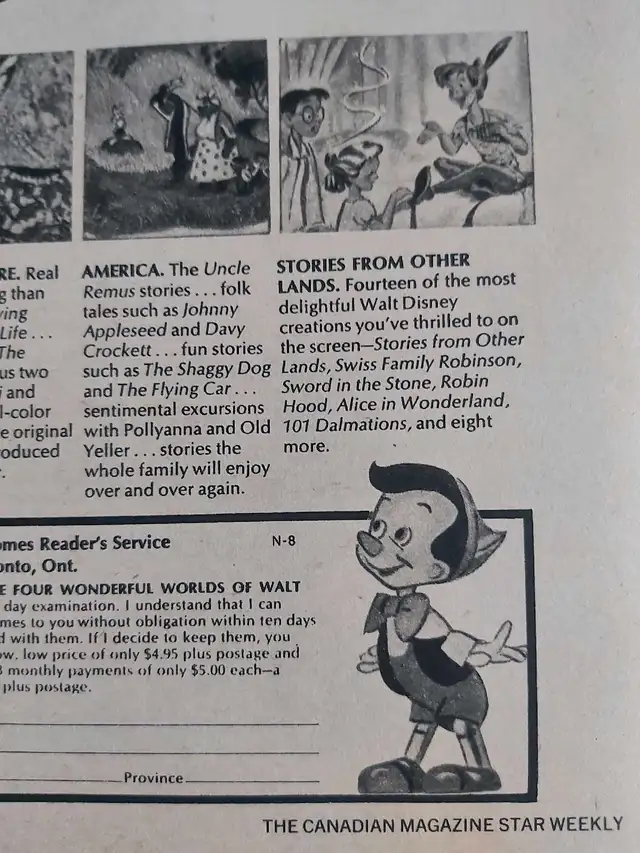 RE. Real
g than
ying
Life . . .
The
us two
i and
l-color
e original
oduced
r.
AMERICA. The Uncle
Remus stories . . . folk
tales such as Johnny
Appleseed and Davy
Crockett . . . fun stories
such as The Shaggy Dog
and The Flying Car . . .
sentimental excursions
with Pollyanna and Old
Yeller . . . stories the
whole family will enjoy
over and over again.
STORIES FROM OTHER
LANDS. Fourteen of the most
delightful Walt Disney
creations you've thrilled to on
the screen—Stories from Other
Lands, Swiss Family Robinson,
Sword in the Stone, Robin
Hood, Alice in Wonderland,
101 Dalmations, and eight
more.
omes Reader's Service N-8
onto, Ont.
E FOUR WONDERFUL WORLDS OF WALT
day examination. I understand that I can
mes to you without obligation within ten days
d with them. If I decide to keep them, you
ow, low price of only $4.95 plus postage and
3 monthly payments of only $5.00 each—a
plus postage.
Province
THE CANADIAN MAGAZINE STAR WEEKLY